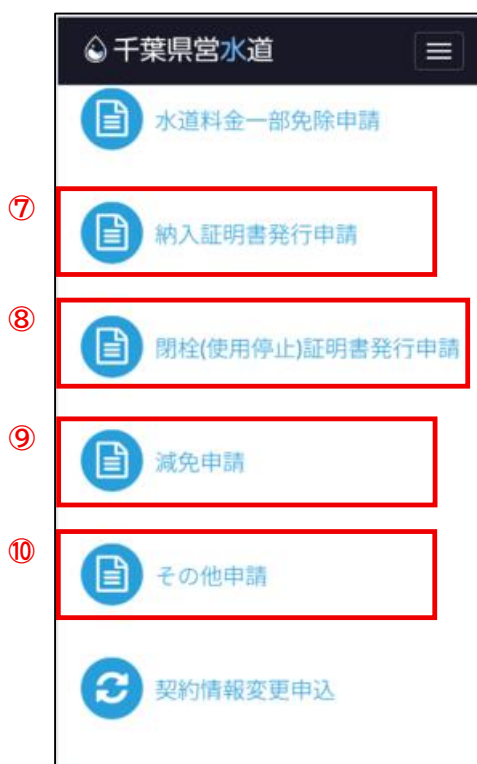 千葉県営水道
水道料金一部免除申請
⑦
納入証明書発行申請
⑧
閉栓(使用停止)証明書発行申請
⑨
減免申請
⑩
その他申請
契約情報変更申込